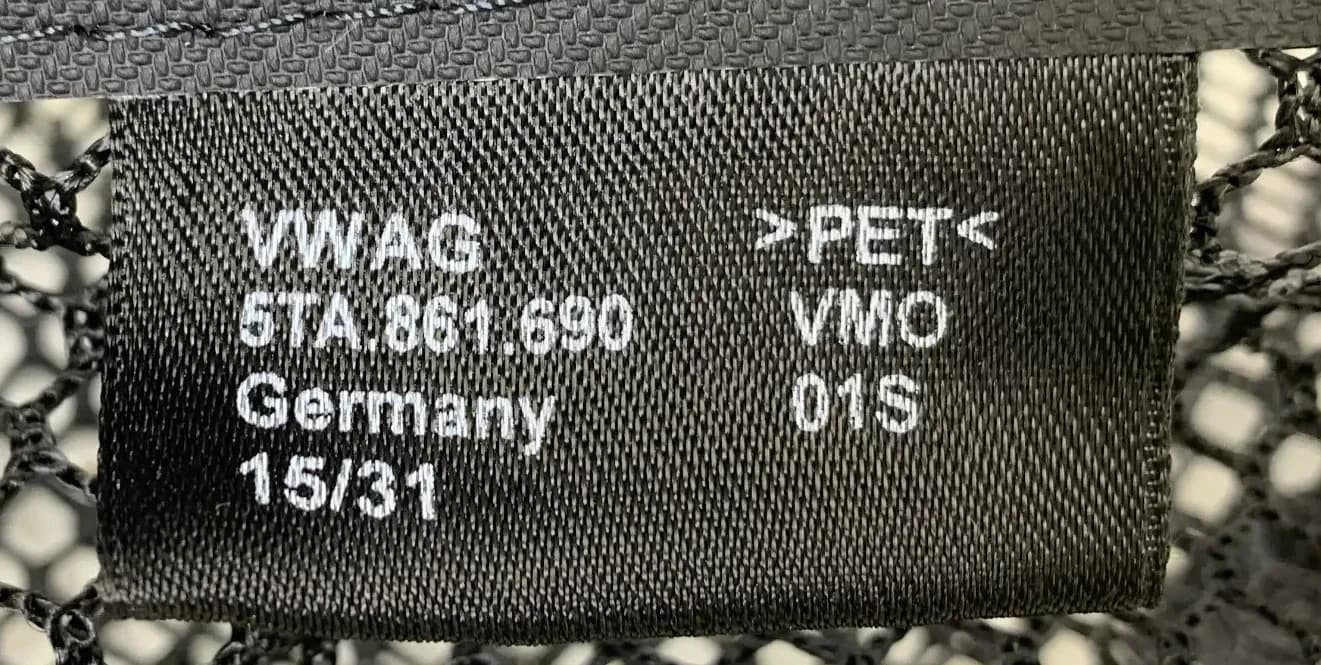 VWAG
5TA.861.690
Germany
15/31
>PET<
VMO
01S